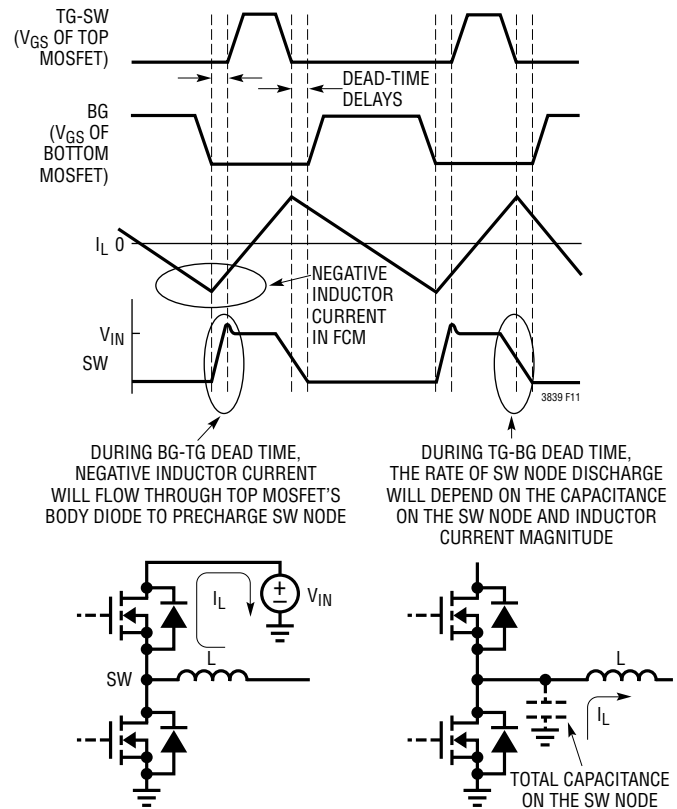 TG-SW
(VGS OF TOP
MOSFET)
DEAD-TIME
DELAYS
BG
(VGS OF
BOTTOM
MOSFET)
IL 0
NEGATIVE
INDUCTOR
CURRENT
IN FCM
VIN
SW
3839 F11
DURING BG-TG DEAD TIME,
NEGATIVE INDUCTOR CURRENT
WILL FLOW THROUGH TOP MOSFET'S
BODY DIODE TO PRECHARGE SW NODE
DURING TG-BG DEAD TIME,
THE RATE OF SW NODE DISCHARGE
WILL DEPEND ON THE CAPACITANCE
ON THE SW NODE AND INDUCTOR
CURRENT MAGNITUDE
IL
+
–
VIN
L
SW
L
IL
TOTAL CAPACITANCE
ON THE SW NODE